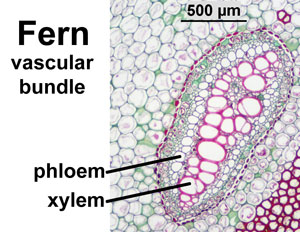 500 µm
Fern
vascular
bundle
phloem
xylem